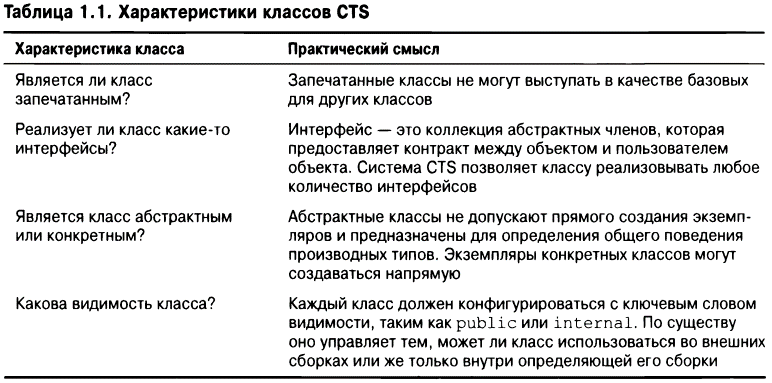 Таблица 1.1. Характеристики классов CTS
Характеристика класса Практический смысл
Является ли класс Запечатанные классы не могут выступать в качестве базовых
запечатанным? для других классов
Реализует ли класс какие-то Интерфейс — это коллекция абстрактных членов, которая
интерфейсы? предоставляет контракт между объектом и пользователем
объекта. Система CTS позволяет классу реализовывать любое
количество интерфейсов
Является класс абстрактным Абстрактные классы не допускают прямого создания экземп-
или конкретным? ляров и предназначены для определения общего поведения
производных типов. Экземпляры конкретных классов могут
создаваться напрямую
Какова видимость класса? Каждый класс должен конфигурироваться с ключевым словом
видимости, таким как public или internal. По существу
оно управляет тем, может ли класс использоваться во внешних
сборках или же только внутри определяющей его сборки